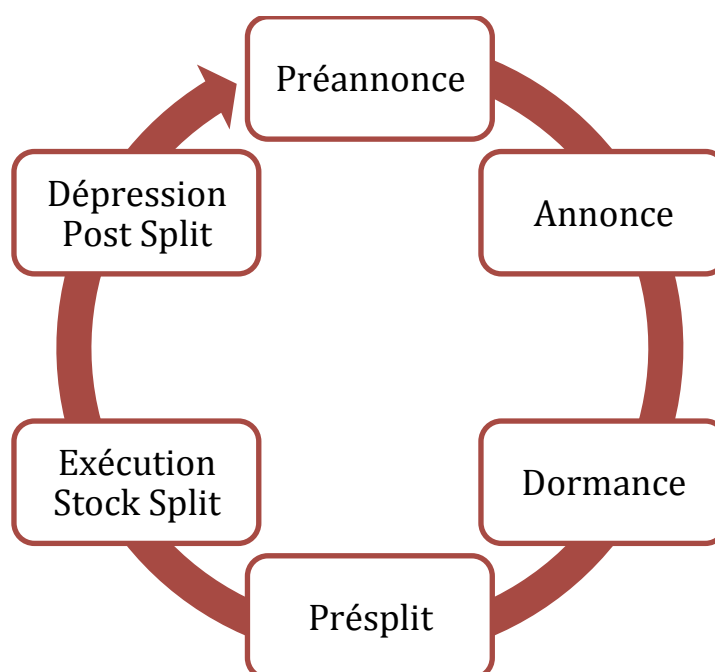 Préannonce
Annonce
Dormance
Présplit
Exécution
Stock Split
Dépression
Post Split